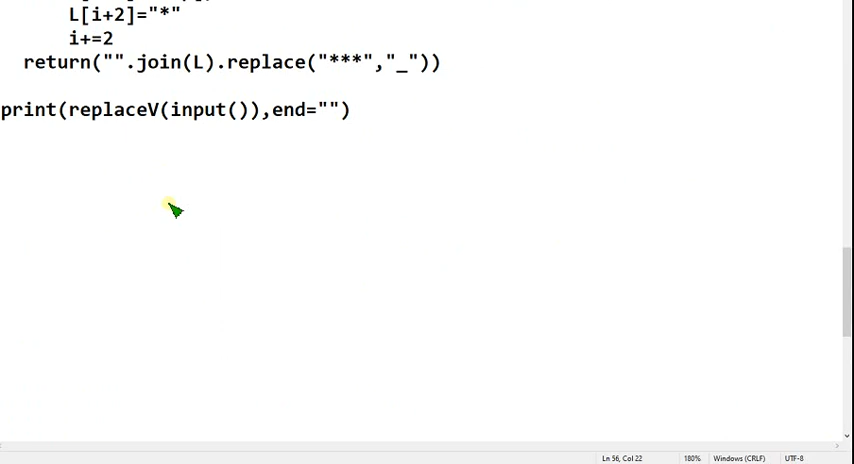 L[i+2]="*"
i+=2
return("".join(L).replace("***","_"))
print(replaceV(input()),end="")
Ln 56, Col 22 180% Windows (CRLF) UTF-8